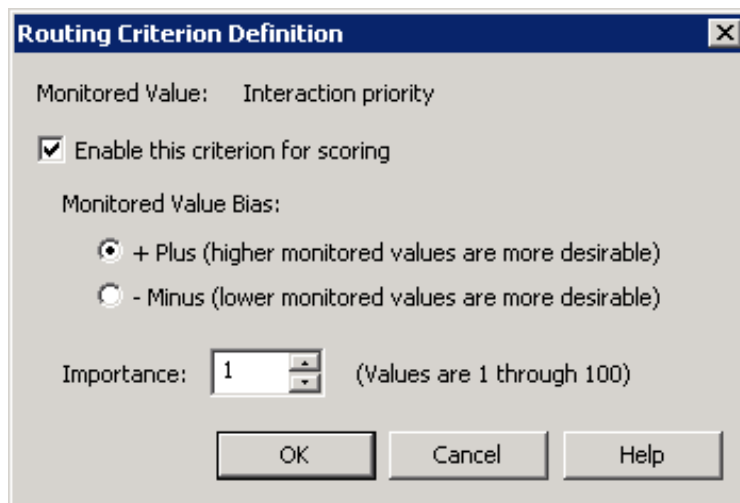 Routing Criterion Definition
Monitored Value: Interaction priority
Enable this criterion for scoring
Monitored Value Bias:
+ Plus (higher monitored values are more desirable)
- Minus (lower monitored values are more desirable)
Importance: 1 (Values are 1 through 100)
OK Cancel Help